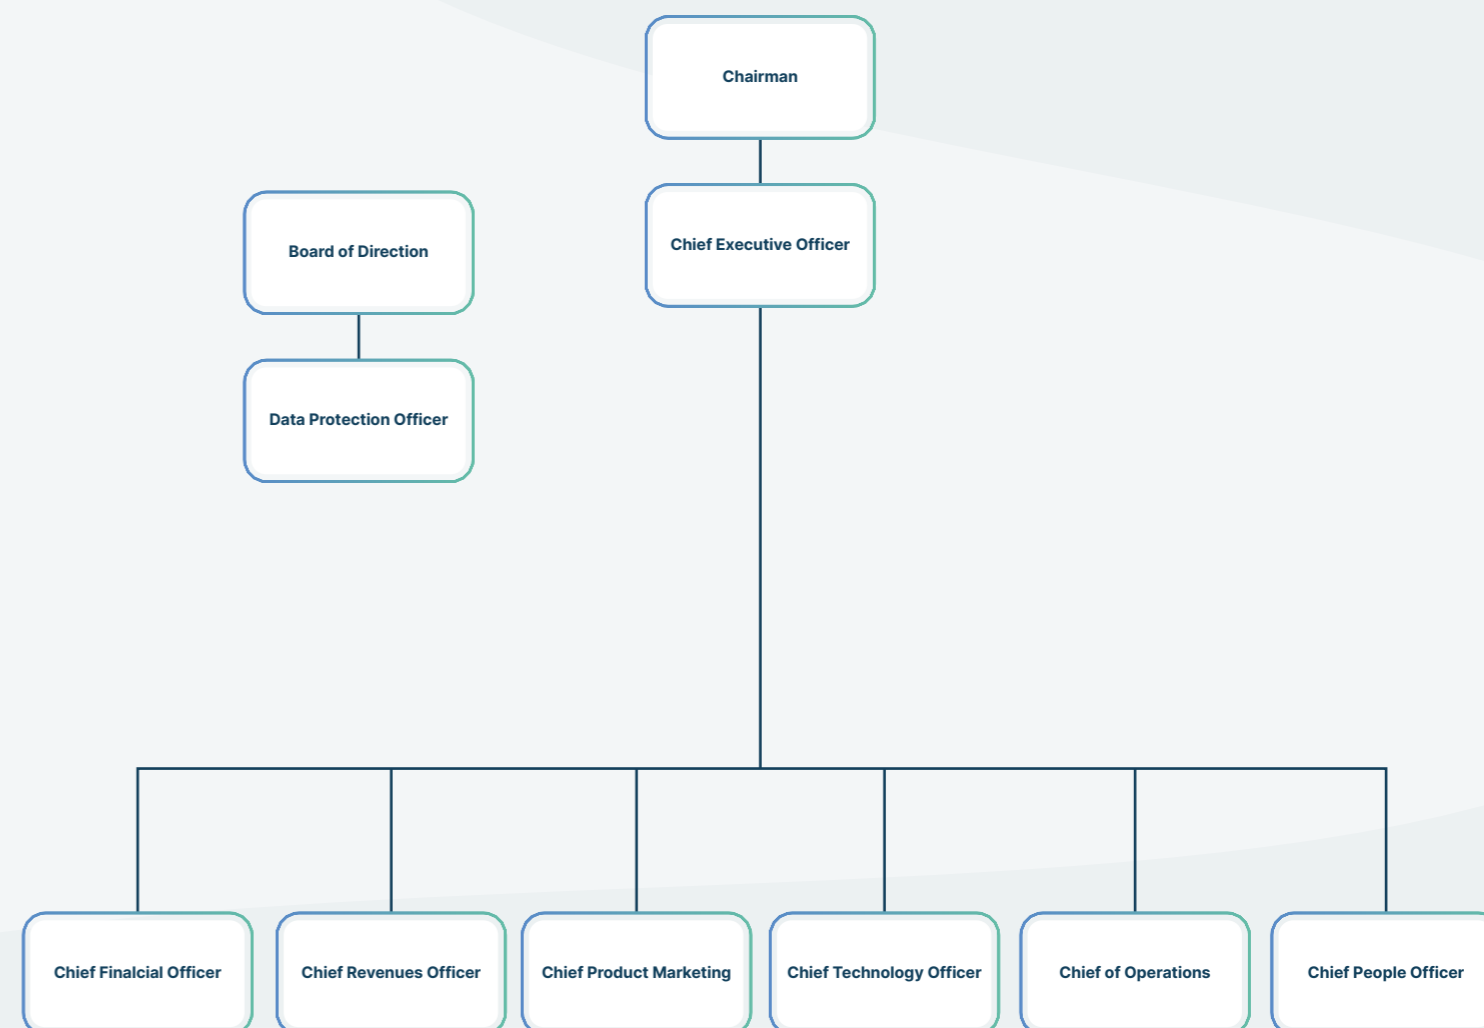 Chairman
Chief Executive Officer
Board of Direction
Data Protection Officer
Chief Finalcial Officer
Chief Revenues Officer
Chief Product Marketing
Chief Technology Officer
Chief of Operations
Chief People Officer